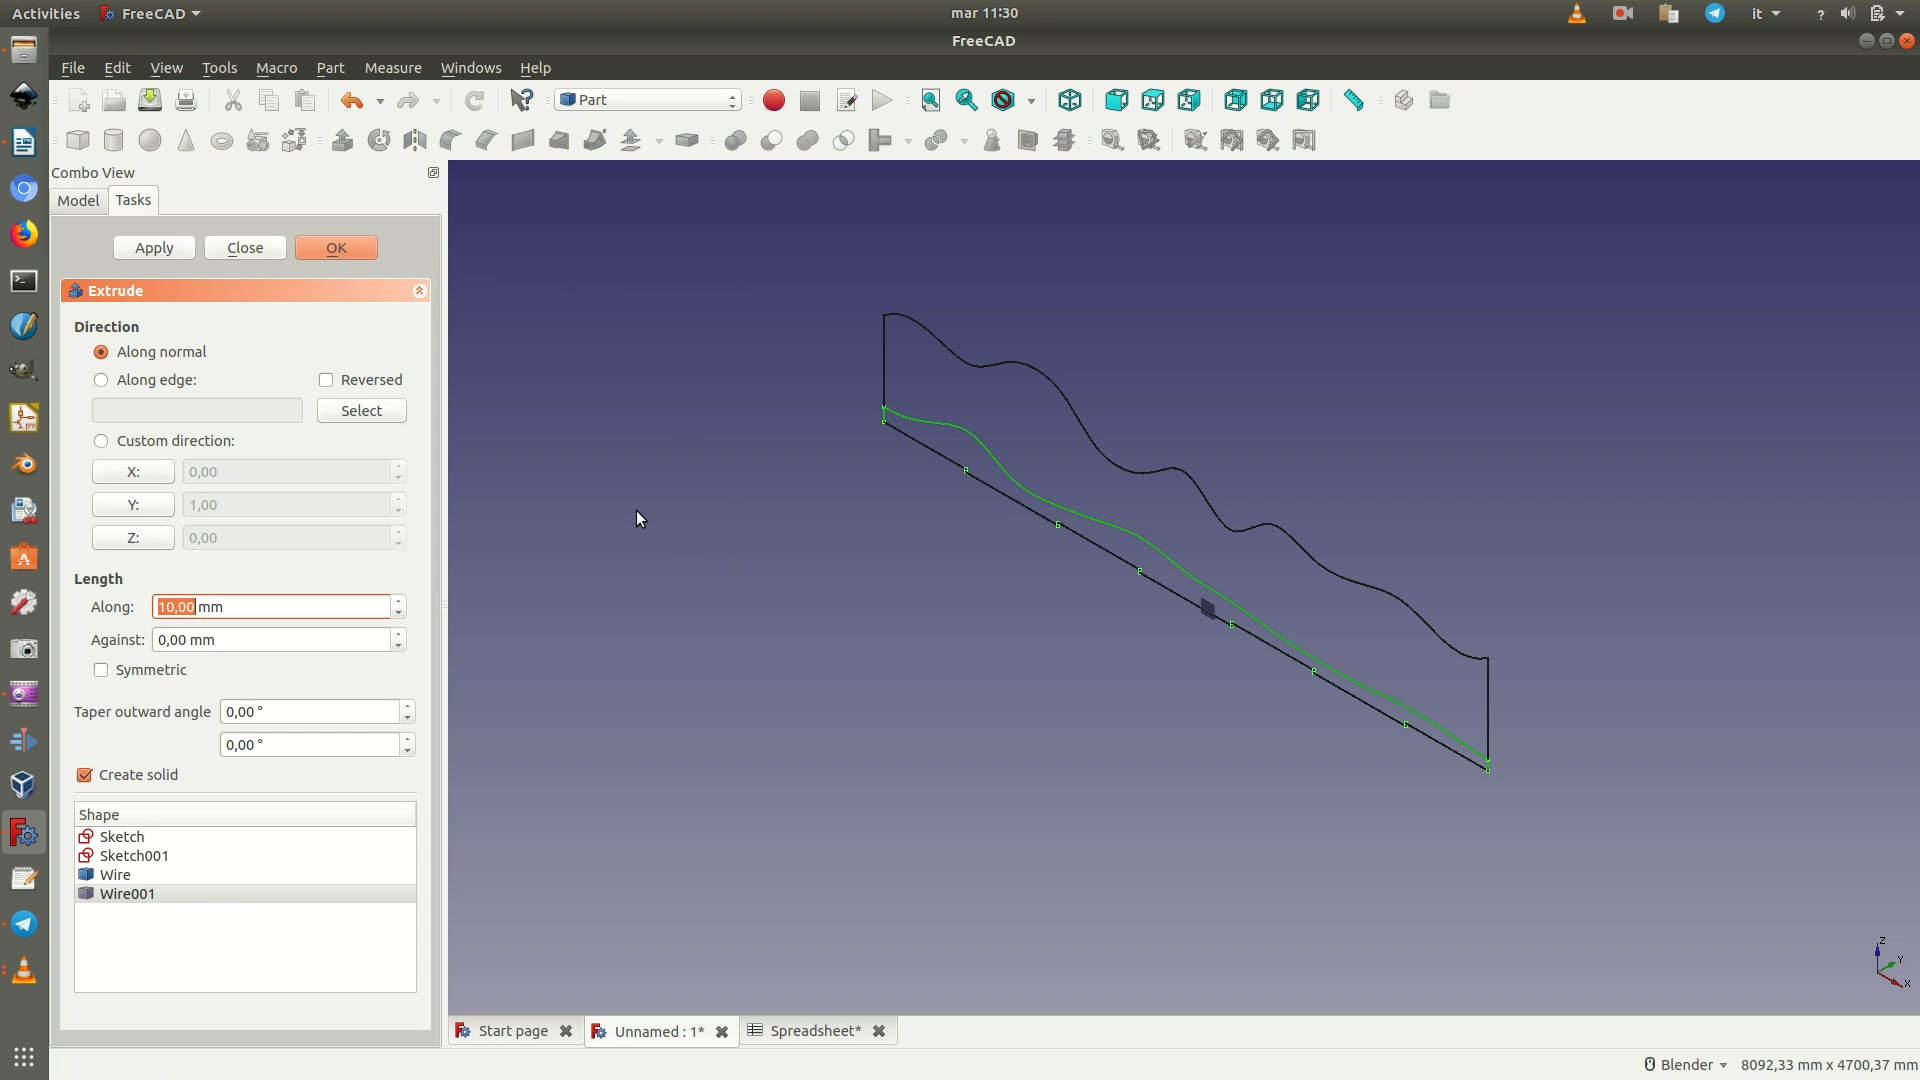 Activities FreeCAD mar 11:30 it ?
FreeCAD
File Edit View Tools Macro Part Measure Windows Help
Part
Combo View
Model Tasks
Apply Close OK
Extrude
Direction
Along normal
Along edge: Reversed
Select
Custom direction:
X: 0,00
Y: 1,00
Z: 0,00
Length
Along: 10,00 mm
Against: 0,00 mm
Symmetric
Taper outward angle 0,00 °
0,00 °
Create solid
Shape
Sketch
Sketch001
Wire
Wire001
Z
Y
X
Start page Unnamed : 1* Spreadsheet*
Blender 8092,33 mm x 4700,37 mm